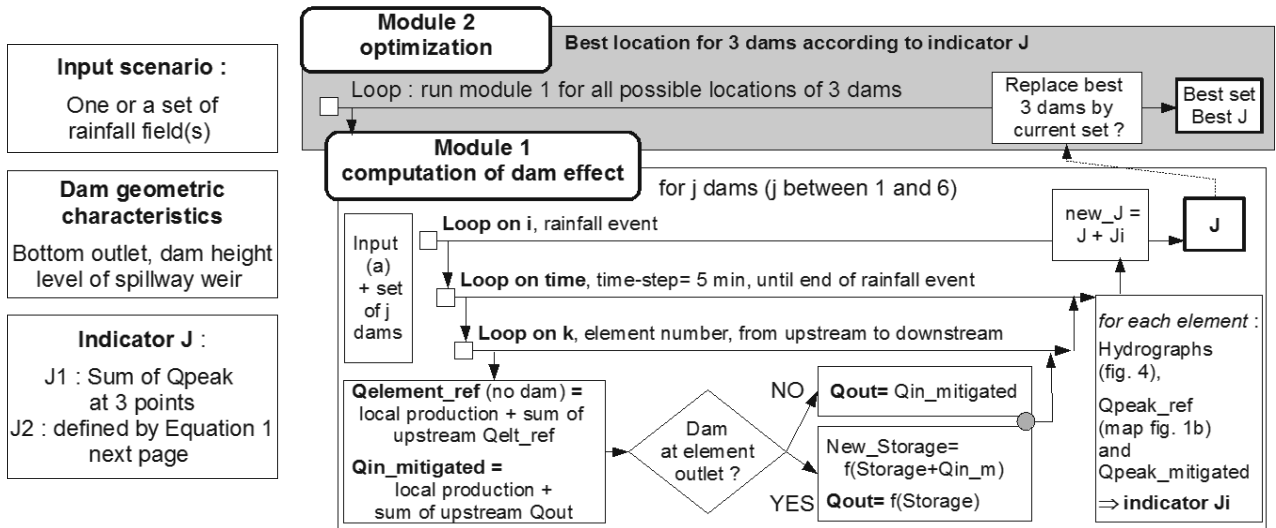 Input scenario :
One or a set of
rainfall field(s)
Dam geometric
characteristics
Bottom outlet, dam height
level of spillway weir
Indicator J :
J1 : Sum of Qpeak
at 3 points
J2 : defined by Equation 1
next page
Module 2
optimization
Best location for 3 dams according to indicator J
Loop : run module 1 for all possible locations of 3 dams
Replace best
3 dams by
current set ?
Best set
Best J
Module 1
computation of dam effect
for j dams (j between 1 and 6)
Input
(a)
+ set
of j
dams
Loop on i, rainfall event
new_J =
J + Ji
J
Loop on time, time-step= 5 min, until end of rainfall event
Loop on k, element number, from upstream to downstream
Qelement_ref (no dam) =
local production + sum of
upstream Qelt_ref
Qin_mitigated =
local production +
sum of upstream Qout
Dam
at element
outlet ?
NO
Qout= Qin_mitigated
YES
New_Storage=
f(Storage+Qin_m)
Qout= f(Storage)
for each element :
Hydrographs
(fig. 4),
Qpeak_ref
(map fig. 1b)
and
Qpeak_mitigated
⇒ indicator Ji